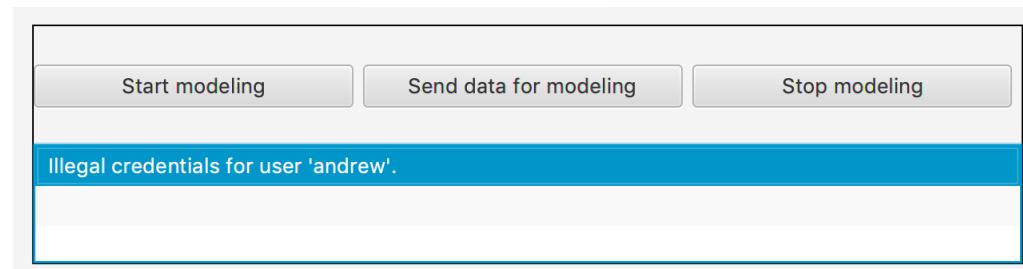 Start modeling Send data for modeling Stop modeling
Illegal credentials for user 'andrew'.